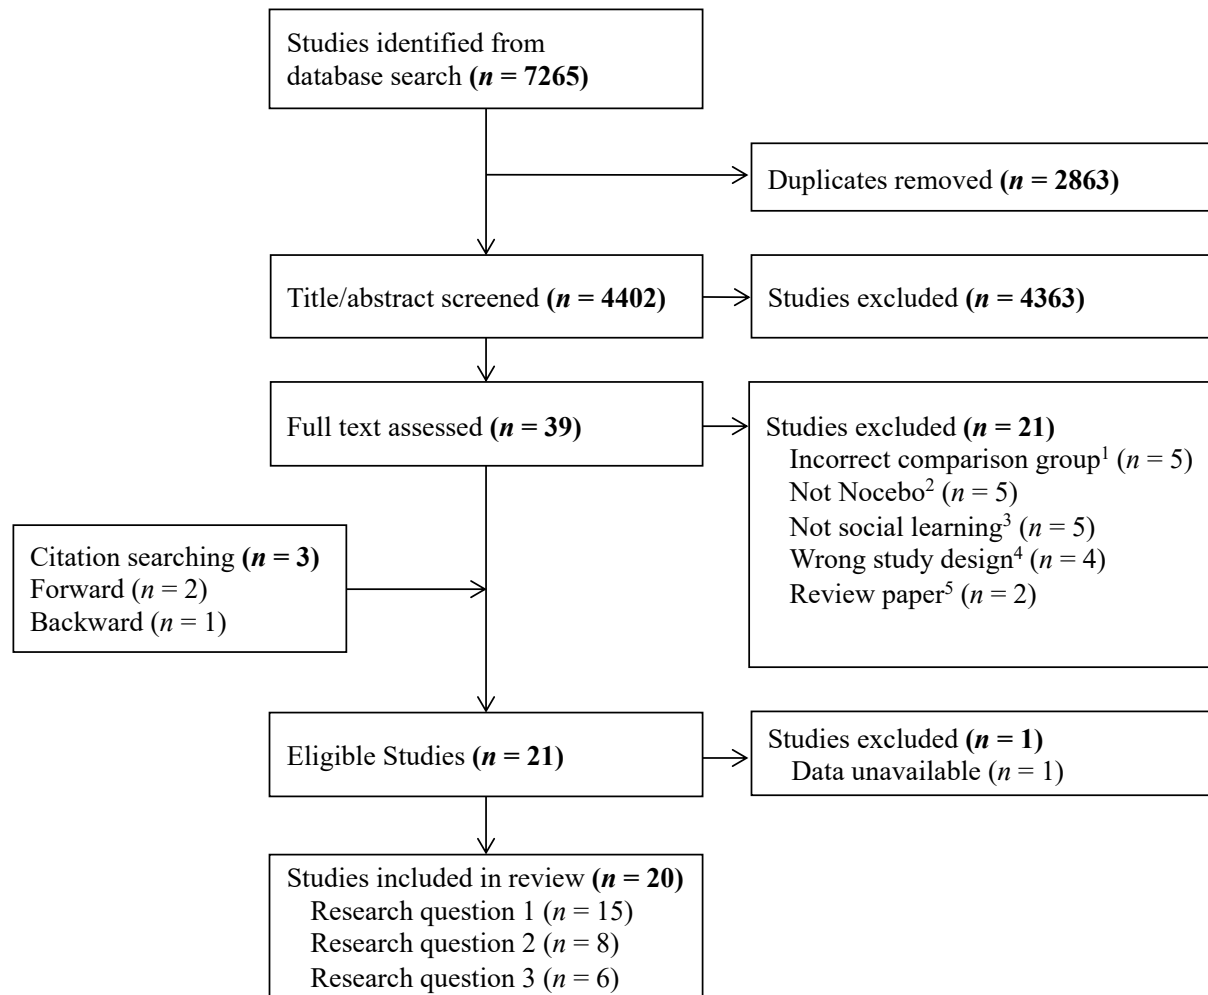 Studies identified from
database search (n = 7265)
Duplicates removed (n = 2863)
Title/abstract screened (n = 4402)
Studies excluded (n = 4363)
Full text assessed (n = 39)
Studies excluded (n = 21)
Incorrect comparison group¹ (n = 5)
Not Nocebo² (n = 5)
Not social learning³ (n = 5)
Wrong study design⁴ (n = 4)
Review paper⁵ (n = 2)
Citation searching (n = 3)
Forward (n = 2)
Backward (n = 1)
Eligible Studies (n = 21)
Studies excluded (n = 1)
Data unavailable (n = 1)
Studies included in review (n = 20)
Research question 1 (n = 15)
Research question 2 (n = 8)
Research question 3 (n = 6)